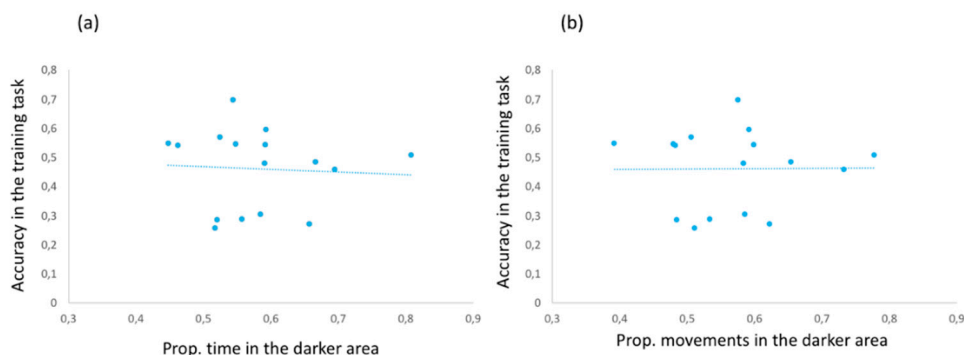 (a)
Accuracy in the training task
0,8
0,7
0,6
0,5
0,4
0,3
0,2
0,1
0
0,3 0,4 0,5 0,6 0,7 0,8 0,9
Prop. time in the darker area
(b)
Accuracy in the training task
0,8
0,7
0,6
0,5
0,4
0,3
0,2
0,1
0
0,3 0,4 0,5 0,6 0,7 0,8 0,9
Prop. movements in the darker area